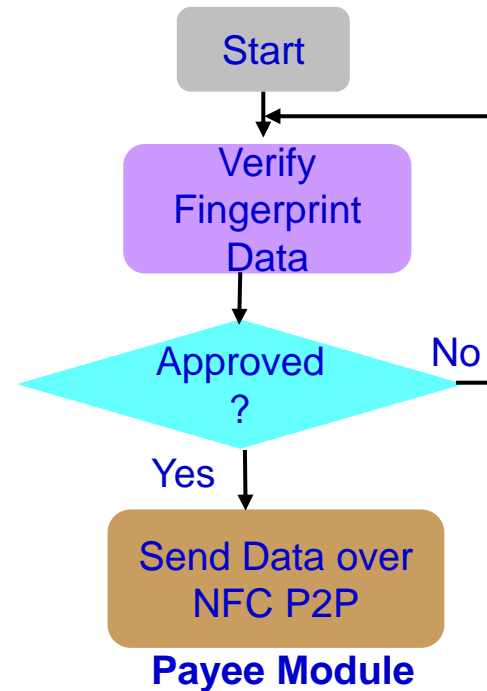 Start
Verify
Fingerprint
Data
Approved
?
No
Yes
Send Data over
NFC P2P
Payee Module